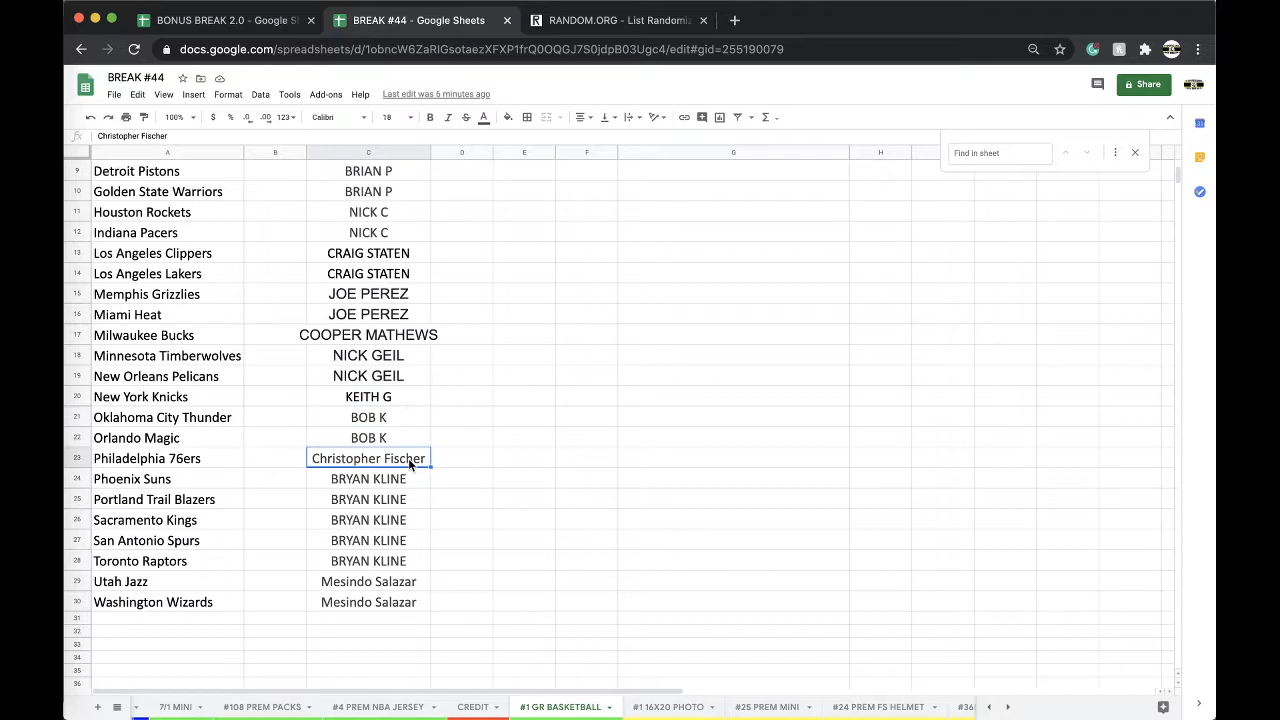 BONUS BREAK 2.0 - Google S
BREAK #44 - Google Sheets
RANDOM.ORG - List Randomiz
docs.google.com/spreadsheets/d/1obncW6ZaRIGsotaezXFXP1frQ0OQGJ7S0jdpB03Ugc4/edit#gid=255190079
BREAK #44
File Edit View Insert Format Data Tools Add-ons Help Last edit was 6 minutes ago
Share
100% $ % .0 .00 123 Calibri 18 B I S A
fx Christopher Fischer
Find in sheet
A B C D E F G H
9 Detroit Pistons BRIAN P
10 Golden State Warriors BRIAN P
11 Houston Rockets NICK C
12 Indiana Pacers NICK C
13 Los Angeles Clippers CRAIG STATEN
14 Los Angeles Lakers CRAIG STATEN
15 Memphis Grizzlies JOE PEREZ
16 Miami Heat JOE PEREZ
17 Milwaukee Bucks COOPER MATHEWS
18 Minnesota Timberwolves NICK GEIL
19 New Orleans Pelicans NICK GEIL
20 New York Knicks KEITH G
21 Oklahoma City Thunder BOB K
22 Orlando Magic BOB K
23 Philadelphia 76ers Christopher Fischer
24 Phoenix Suns BRYAN KLINE
25 Portland Trail Blazers BRYAN KLINE
26 Sacramento Kings BRYAN KLINE
27 San Antonio Spurs BRYAN KLINE
28 Toronto Raptors BRYAN KLINE
29 Utah Jazz Mesindo Salazar
30 Washington Wizards Mesindo Salazar
31
32
33
34
35
36
7/1 MINI #108 PREM PACKS #4 PREM NBA JERSEY CREDIT #1 GR BASKETBALL #1 16X20 PHOTO #25 PREM MINI #24 PREM FS HELMET #36